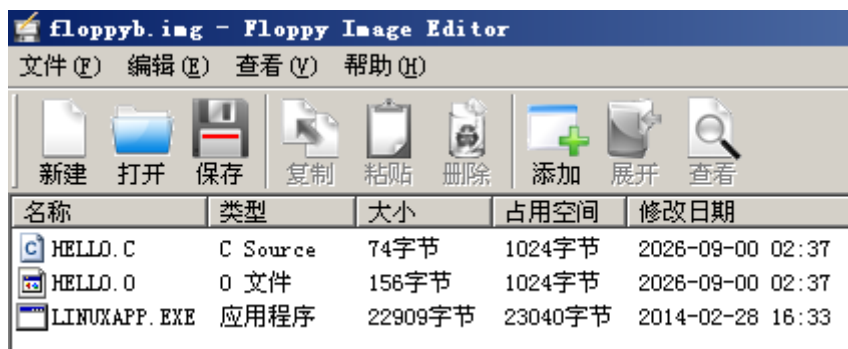 floppyb.img - Floppy Image Editor
文件(F) 编辑(E) 查看(V) 帮助(H)
新建 打开 保存 复制 粘贴 删除 添加 展开 查看
名称 类型 大小 占用空间 修改日期
HELLO.C C Source 74字节 1024字节 2026-09-00 02:37
HELLO.O O 文件 156字节 1024字节 2026-09-00 02:37
LINUXAPP.EXE 应用程序 22909字节 23040字节 2014-02-28 16:33